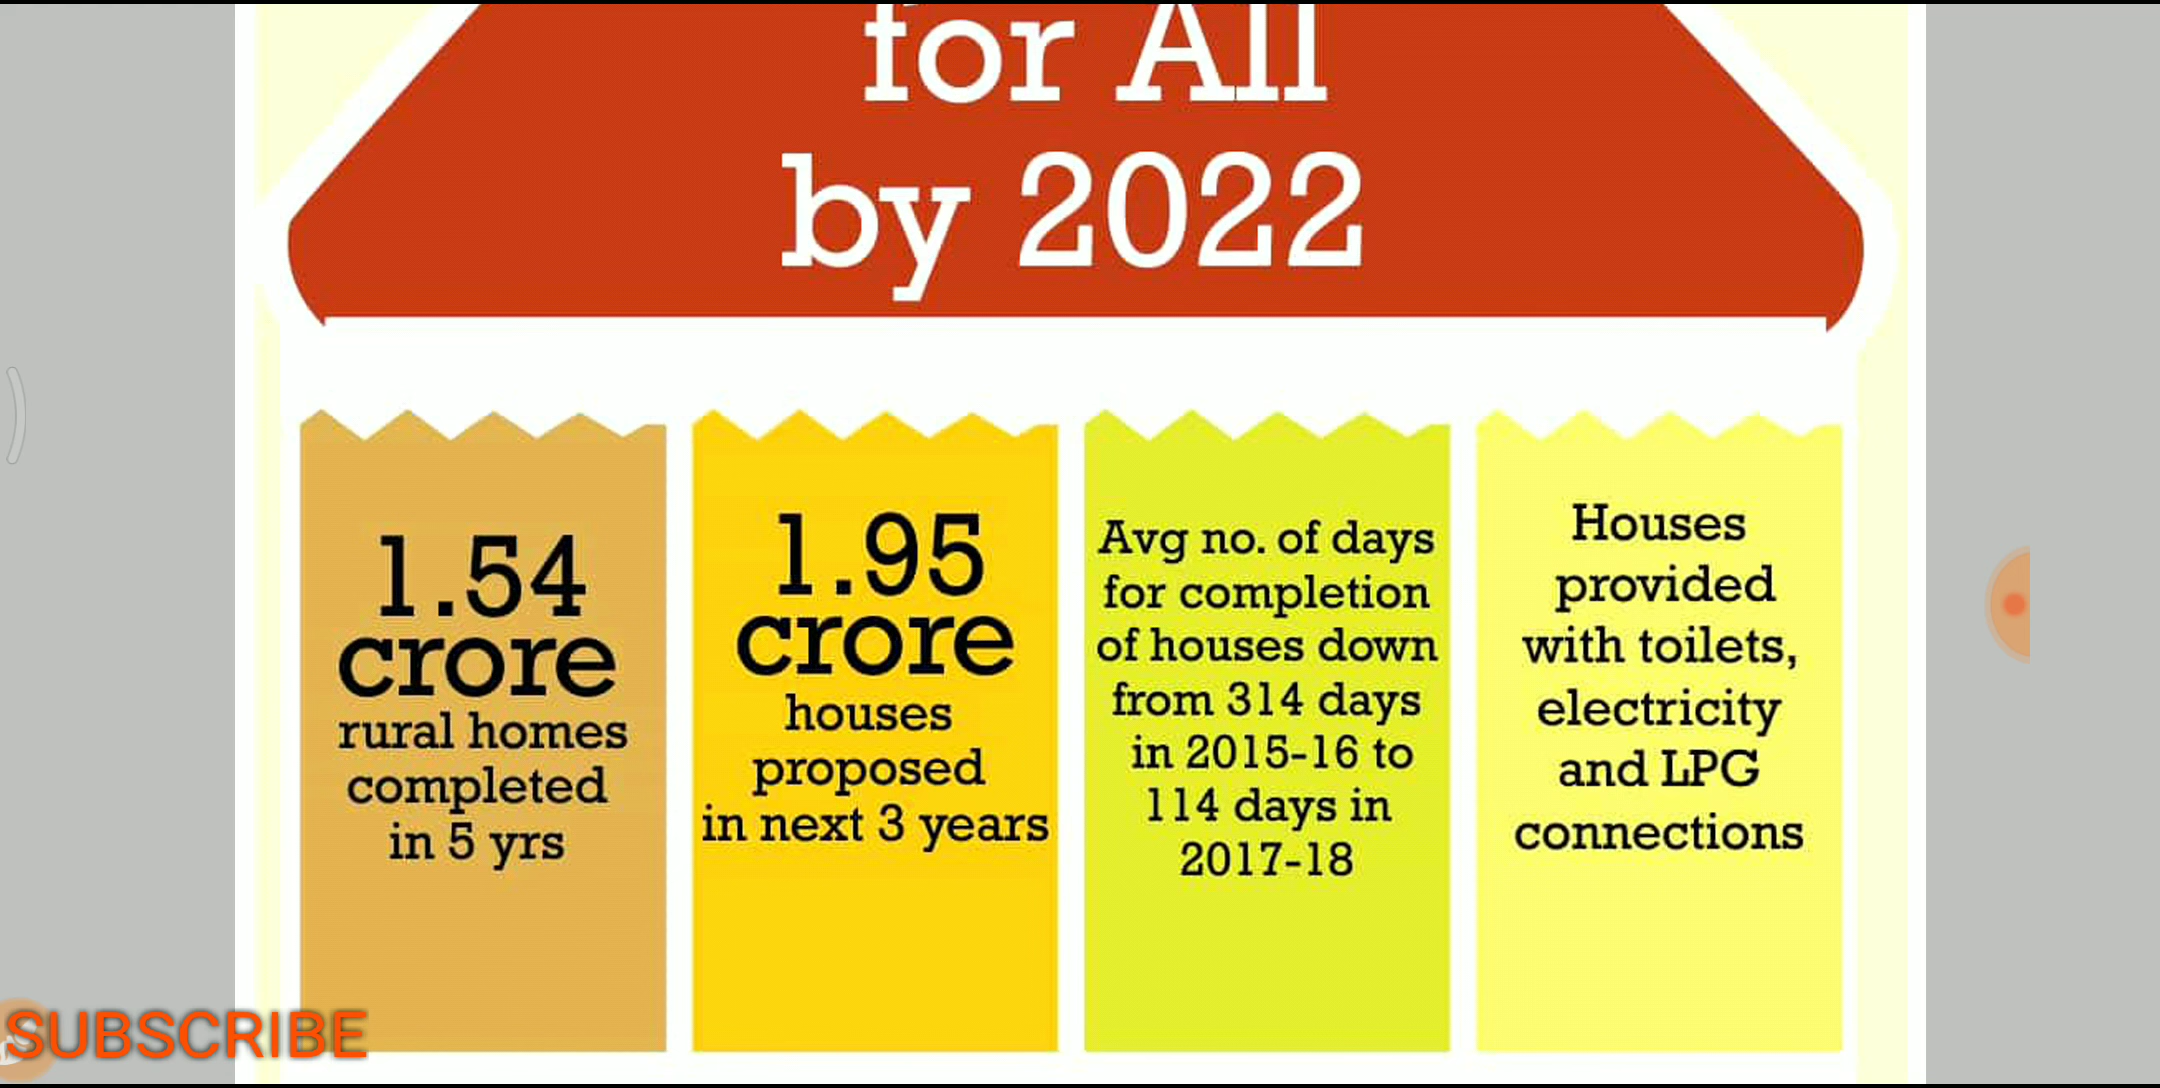 for All
by 2022
1.54
crore
rural homes
completed
in 5 yrs
1.95
crore
houses
proposed
in next 3 years
Avg no. of days
for completion
of houses down
from 314 days
in 2015-16 to
114 days in
2017-18
Houses
provided
with toilets,
electricity
and LPG
connections
SUBSCRIBE